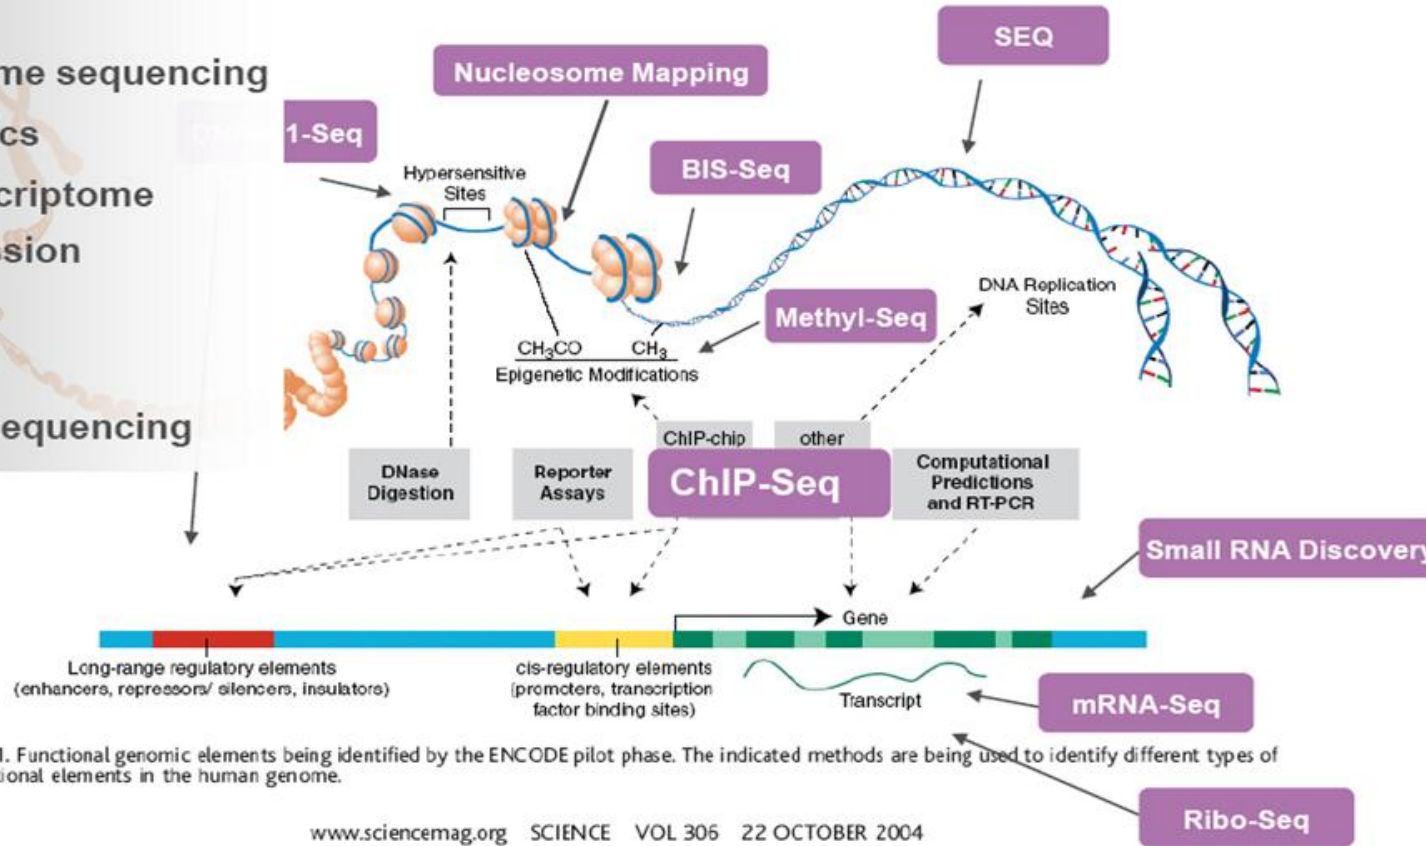 me sequencing
cs
criptome
ssion
equencing
SEQ
Nucleosome Mapping
1-Seq
BIS-Seq
Hypersensitive
Sites
DNA Replication
Sites
Methyl-Seq
CH3CO
CH3
Epigenetic Modifications
ChIP-chip
other
DNase
Digestion
Reporter
Assays
ChIP-Seq
Computational
Predictions
and RT-PCR
Small RNA Discovery
Gene
Long-range regulatory elements
(enhancers, repressors/ silencers, insulators)
cis-regulatory elements
(promoters, transcription
factor binding sites)
Transcript
mRNA-Seq
1. Functional genomic elements being identified by the ENCODE pilot phase. The indicated methods are being used to identify different types of
ional elements in the human genome.
Ribo-Seq
www.sciencemag.org SCIENCE VOL 306 22 OCTOBER 2004